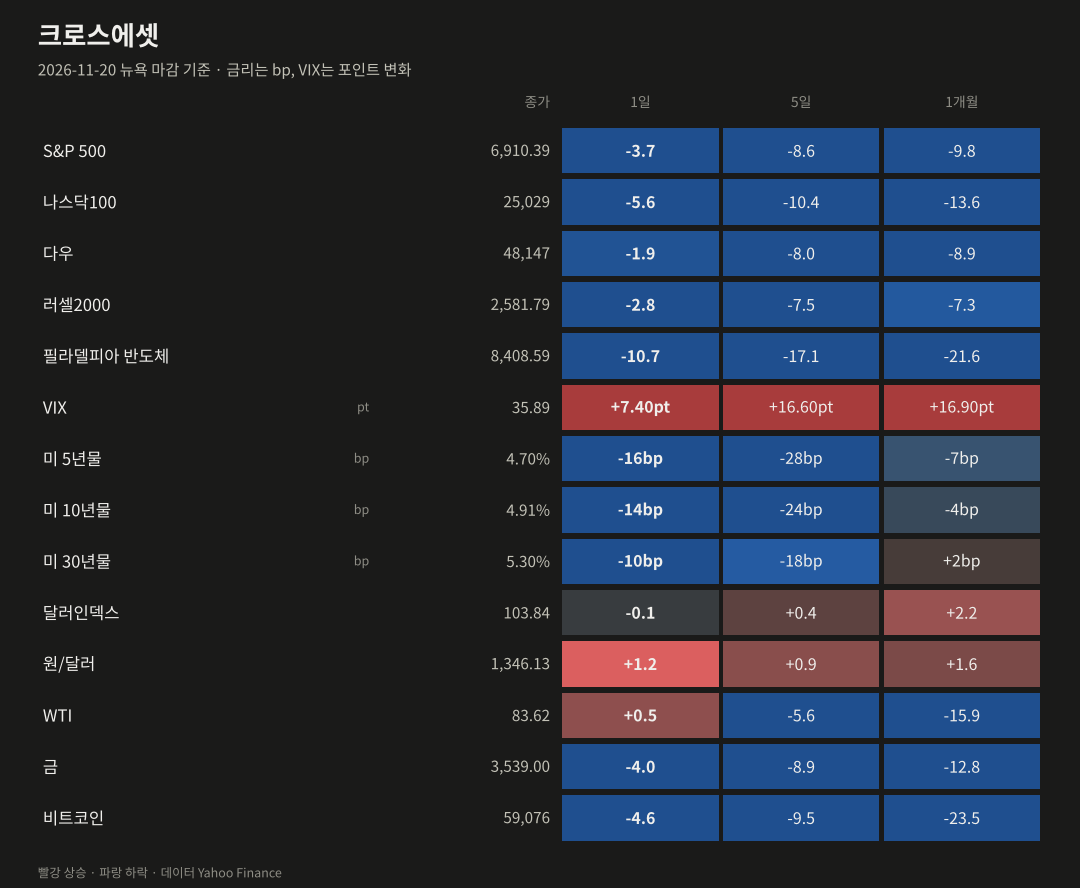 크로스에셋
2026-11-20 뉴욕 마감 기준 · 금리는 bp, VIX는 포인트 변화
종가 1일 5일 1개월
S&P 500 6,910.39 -3.7 -8.6 -9.8
나스닥100 25,029 -5.6 -10.4 -13.6
다우 48,147 -1.9 -8.0 -8.9
러셀2000 2,581.79 -2.8 -7.5 -7.3
필라델피아 반도체 8,408.59 -10.7 -17.1 -21.6
VIX pt 35.89 +7.40pt +16.60pt +16.90pt
미 5년물 bp 4.70% -16bp -28bp -7bp
미 10년물 bp 4.91% -14bp -24bp -4bp
미 30년물 bp 5.30% -10bp -18bp +2bp
달러인덱스 103.84 -0.1 +0.4 +2.2
원/달러 1,346.13 +1.2 +0.9 +1.6
WTI 83.62 +0.5 -5.6 -15.9
금 3,539.00 -4.0 -8.9 -12.8
비트코인 59,076 -4.6 -9.5 -23.5
빨강 상승 · 파랑 하락 · 데이터 Yahoo Finance